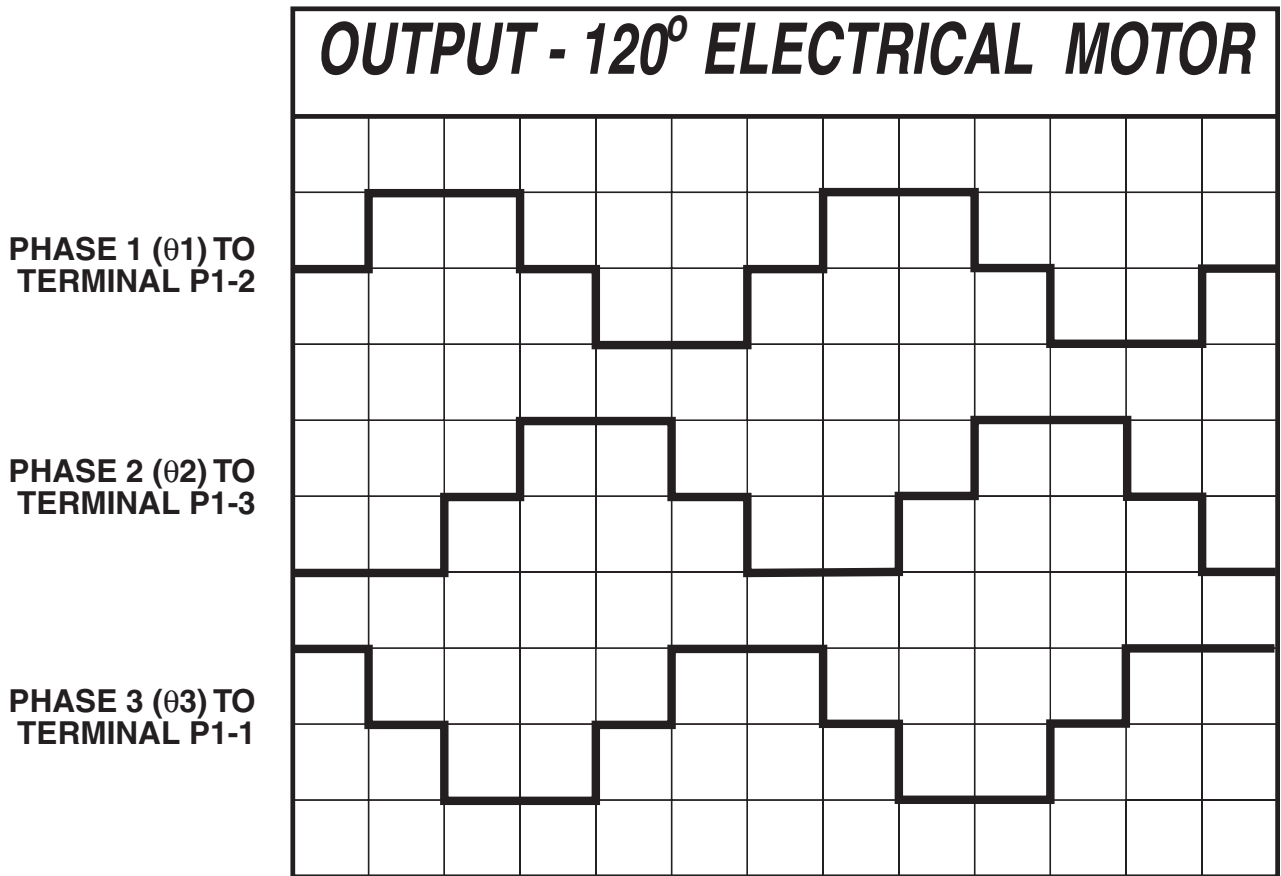 OUTPUT - 120º ELECTRICAL MOTOR
PHASE 1 (θ1) TO
TERMINAL P1-2
PHASE 2 (θ2) TO
TERMINAL P1-3
PHASE 3 (θ3) TO
TERMINAL P1-1